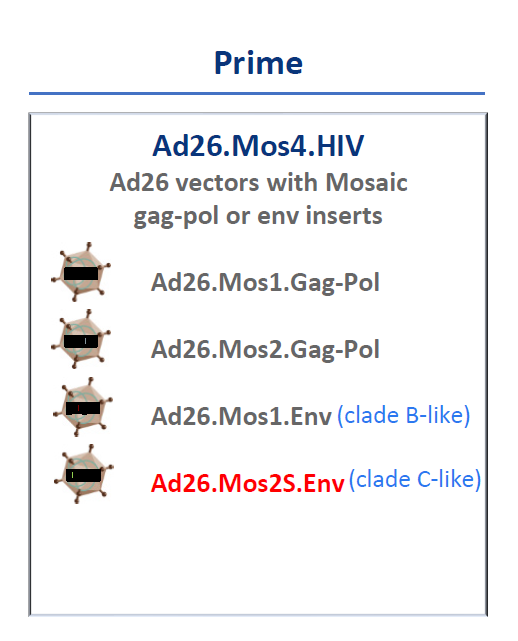 Prime
Ad26.Mos4.HIV
Ad26 vectors with Mosaic
gag-pol or env inserts
Ad26.Mos1.Gag-Pol
Ad26.Mos2.Gag-Pol
Ad26.Mos1.Env (clade B-like)
Ad26.Mos2S.Env (clade C-like)